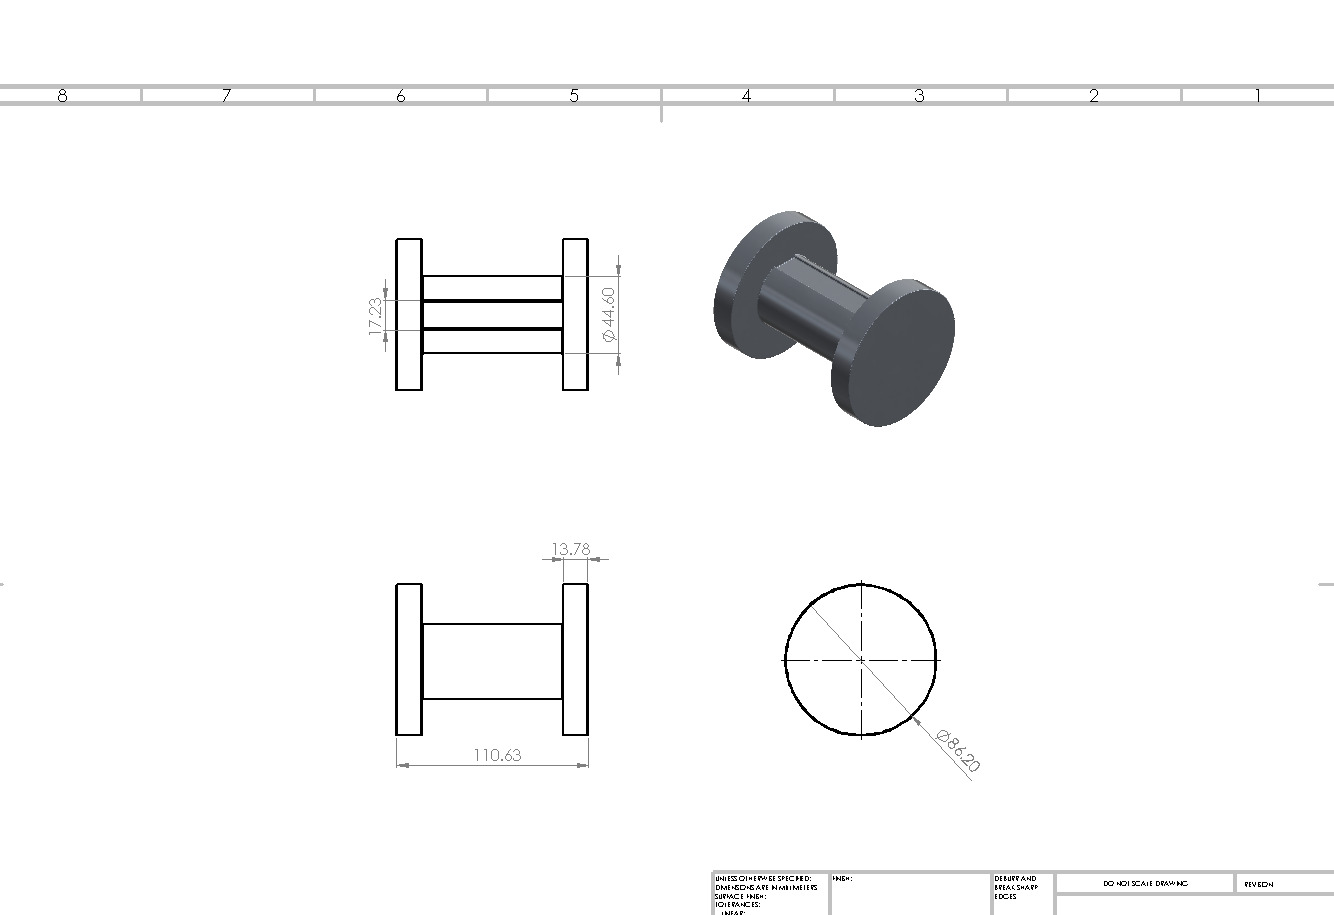 8 7 6 5 4 3 2 1
17.23
Ø44.60
13.78
110.63
Ø86.20
UNLESS OTHERWISE SPECIFIED:
DIMENSIONS ARE IN MILLIMETERS
SURFACE FINISH:
TOLERANCES:
LINEAR:
FINISH:
DEBURR AND
BREAK SHARP
EDGES
DO NOT SCALE DRAWING
REVISION